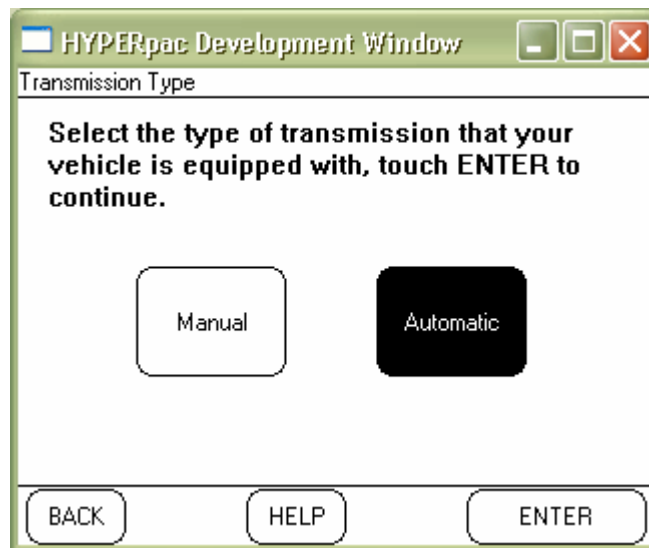 HYPERpac Development Window
Transmission Type
Select the type of transmission that your
vehicle is equipped with, touch ENTER to
continue.
Manual
Automatic
BACK
HELP
ENTER